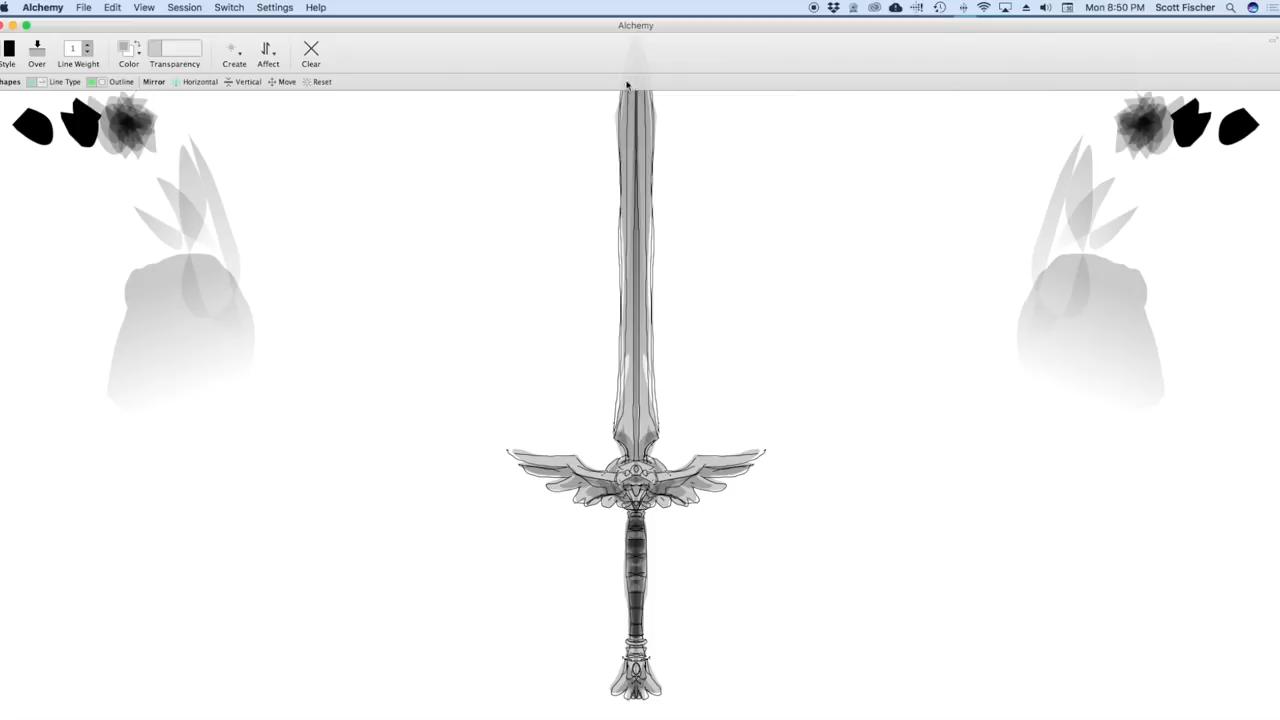 Alchemy File Edit View Session Switch Settings Help Mon 8:50 PM Scott Fischer
Alchemy
Style Over 1 Line Weight Color Transparency Create Affect Clear
hapes Line Type Outline Mirror Horizontal Vertical Move Reset